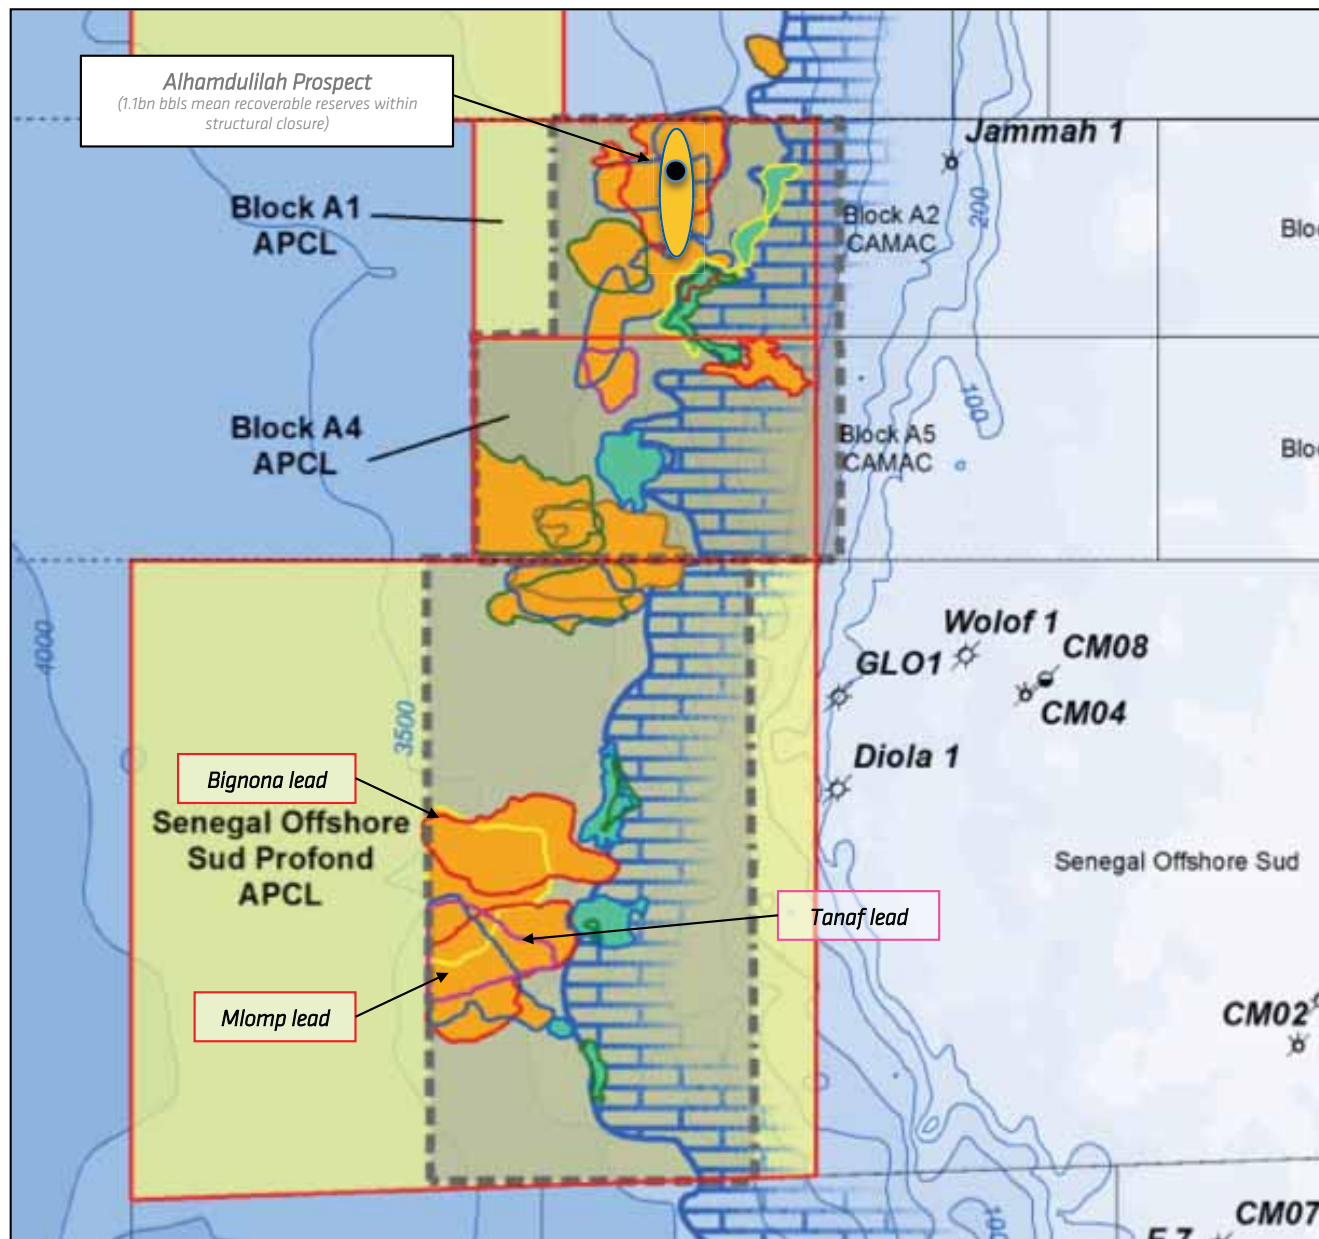 Alhamdulilah Prospect
(1.1bn bbls mean recoverable reserves within
structural closure)
Jammah 1
200
Block A1
APCL
Block A2
CAMAC
Bloc
100
Block A4
APCL
Block A5
CAMAC
Bloc
4000
Wolof 1
CM08
GLO1
CM04
3500
Diola 1
Bignona lead
Senegal Offshore
Sud Profond
APCL
Senegal Offshore Sud
Tanaf lead
Mlomp lead
CM02
CM07